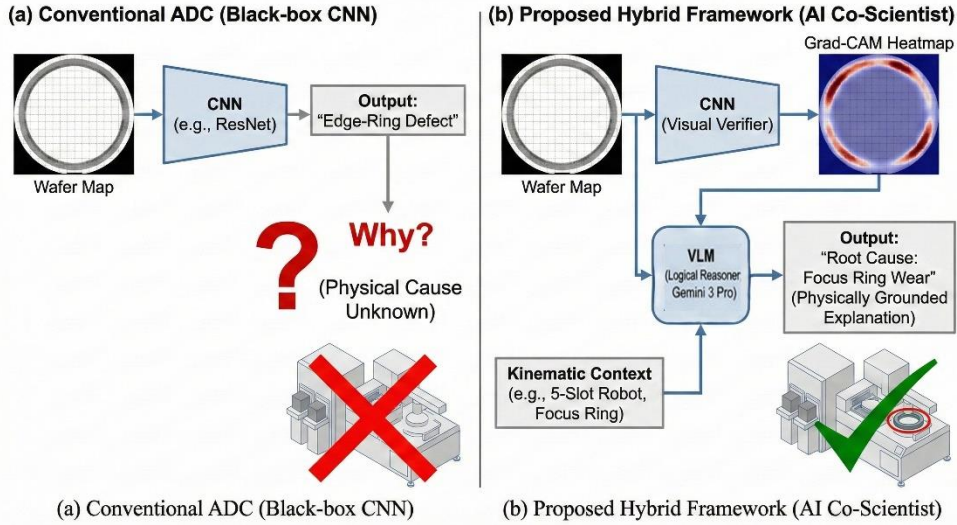 (a) Conventional ADC (Black-box CNN)
Wafer Map
CNN
(e.g., ResNet)
Output:
“Edge-Ring Defect”
?
Why?
(Physical Cause
Unknown)
(a) Conventional ADC (Black-box CNN)
(b) Proposed Hybrid Framework (AI Co-Scientist)
Grad-CAM Heatmap
Wafer Map
CNN
(Visual Verifier)
VLM
(Logical Reasoner
Gemini 3 Pro)
Output:
“Root Cause:
Focus Ring Wear”
(Physically Grounded
Explanation)
Kinematic Context
(e.g., 5-Slot Robot,
Focus Ring)
(b) Proposed Hybrid Framework (AI Co-Scientist)